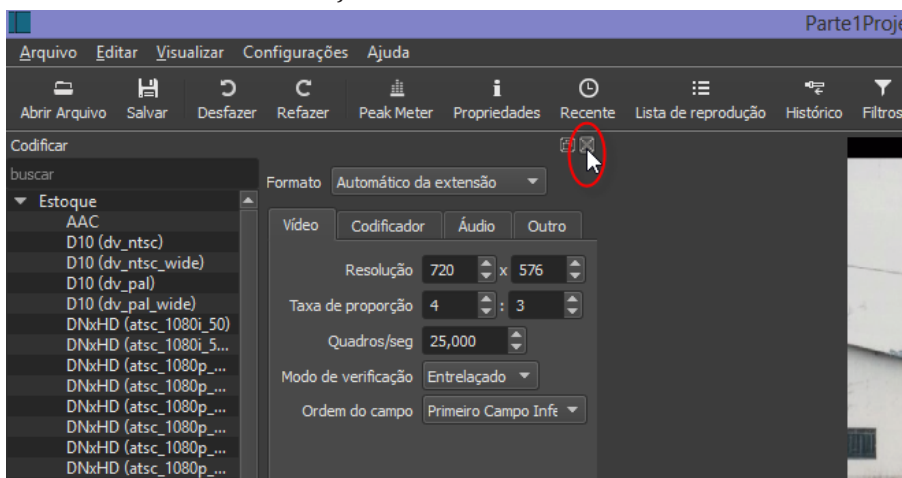 Parte1Proje
Arquivo Editar Visualizar Configurações Ajuda
Abrir Arquivo Salvar Desfazer Refazer Peak Meter Propriedades Recente Lista de reprodução Histórico Filtros
Codificar
buscar
Formato Automático da extensão
Estoque
AAC
D10 (dv_ntsc)
D10 (dv_ntsc_wide)
D10 (dv_pal)
D10 (dv_pal_wide)
DNxHD (atsc_1080i_50)
DNxHD (atsc_1080i_5...
DNxHD (atsc_1080p_...
DNxHD (atsc_1080p_...
DNxHD (atsc_1080p_...
DNxHD (atsc_1080p_...
DNxHD (atsc_1080p_...
DNxHD (atsc_1080p_...
Vídeo Codificador Áudio Outro
Resolução 720 x 576
Taxa de proporção 4 : 3
Quadros/seg 25,000
Modo de verificação Entrelaçado
Ordem do campo Primeiro Campo Infe